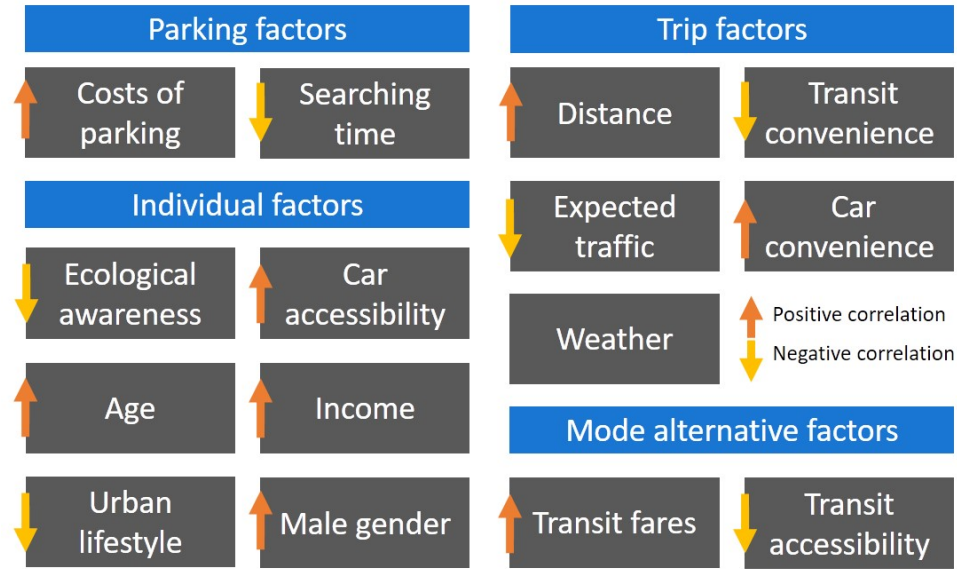 Parking factors
Costs of
parking
Searching
time
Individual factors
Ecological
awareness
Car
accessibility
Age
Income
Urban
lifestyle
Male gender
Trip factors
Distance
Transit
convenience
Expected
traffic
Car
convenience
Weather
Positive correlation
Negative correlation
Mode alternative factors
Transit fares
Transit
accessibility